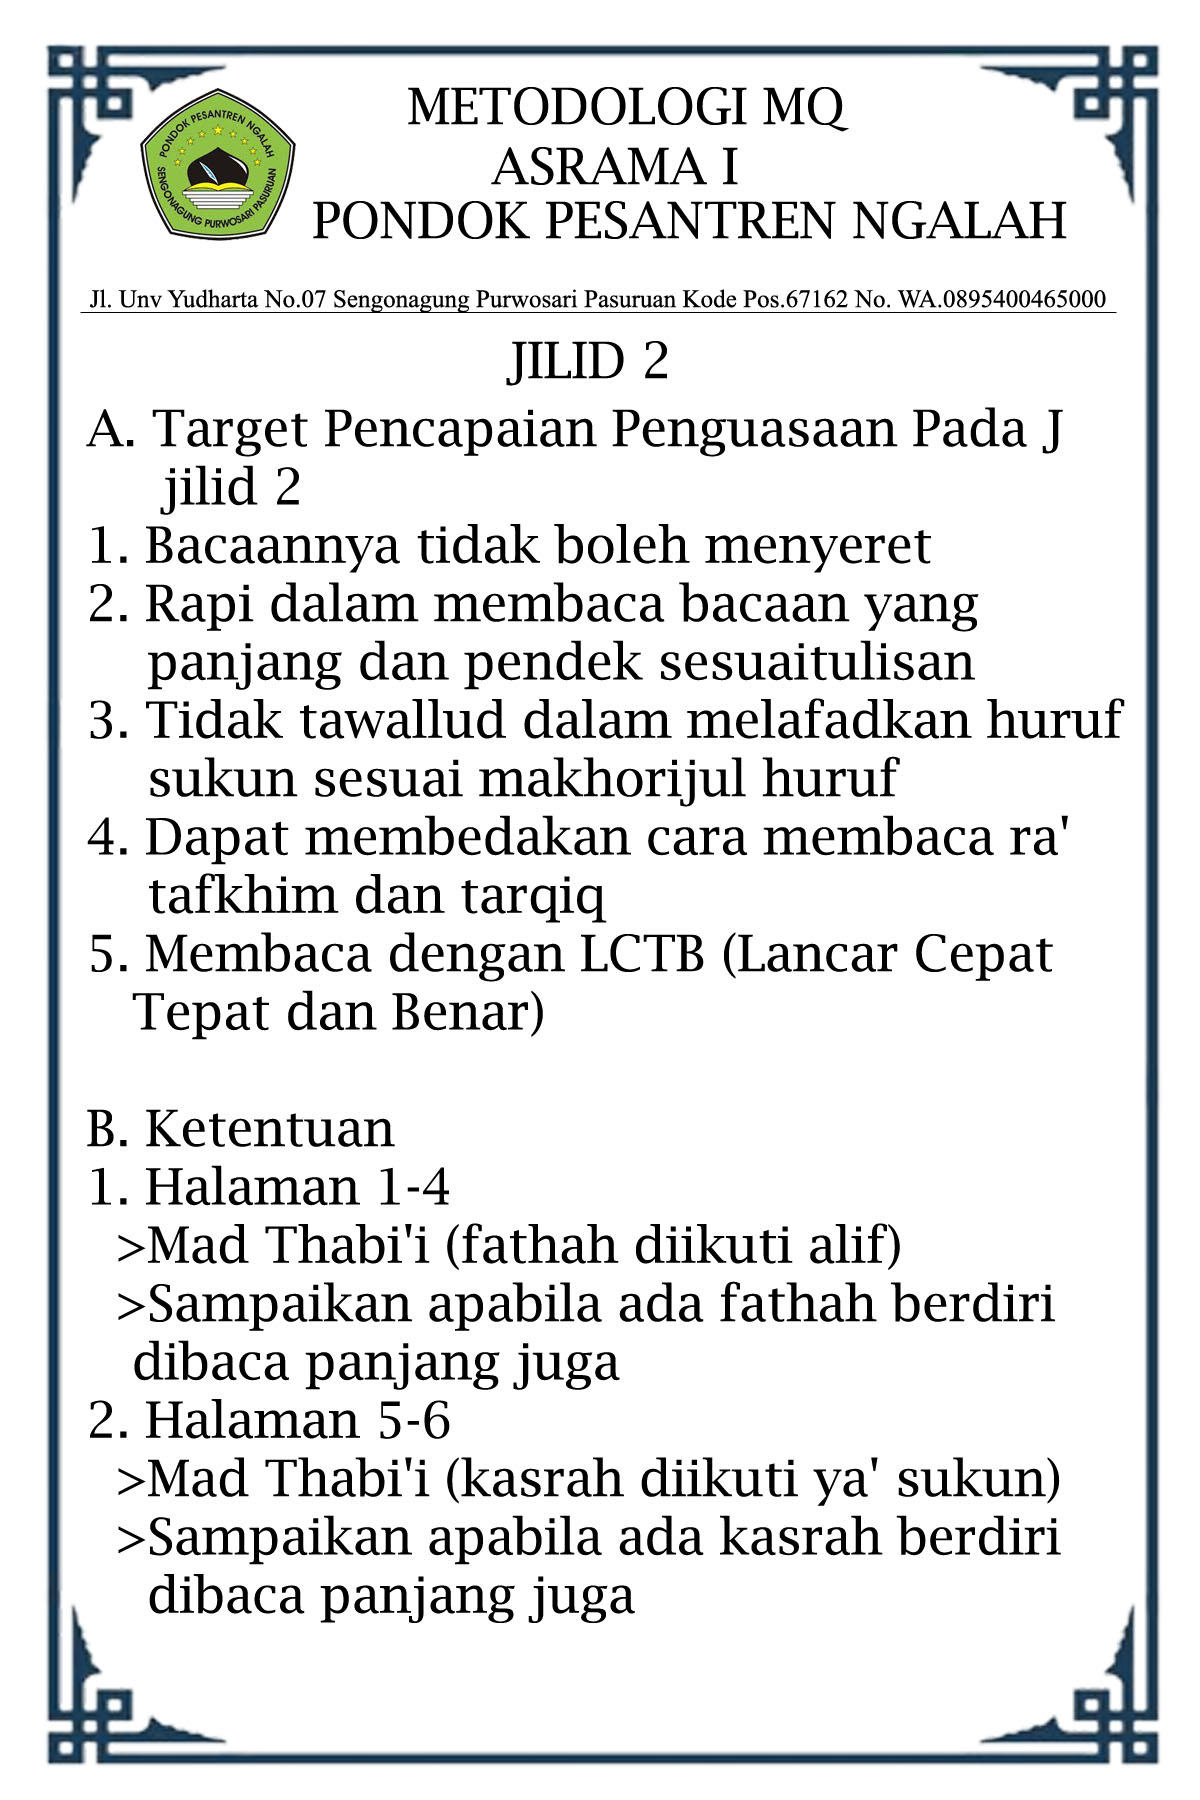 PONDOK PESANTREN NGALAH
SENGONAGUNG PURWOSARI PASURUAN
METODOLOGI MQ
ASRAMA I
PONDOK PESANTREN NGALAH
Jl. Unv Yudharta No.07 Sengonagung Purwosari Pasuruan Kode Pos.67162 No. WA.0895400465000
JILID 2
A. Target Pencapaian Penguasaan Pada J
jilid 2
1. Bacaannya tidak boleh menyeret
2. Rapi dalam membaca bacaan yang
panjang dan pendek sesuaitulisan
3. Tidak tawallud dalam melafadkan huruf
sukun sesuai makhorijul huruf
4. Dapat membedakan cara membaca ra'
tafkhim dan tarqiq
5. Membaca dengan LCTB (Lancar Cepat
Tepat dan Benar)
B. Ketentuan
1. Halaman 1-4
>Mad Thabi'i (fathah diikuti alif)
>Sampaikan apabila ada fathah berdiri
dibaca panjang juga
2. Halaman 5-6
>Mad Thabi'i (kasrah diikuti ya' sukun)
>Sampaikan apabila ada kasrah berdiri
dibaca panjang juga